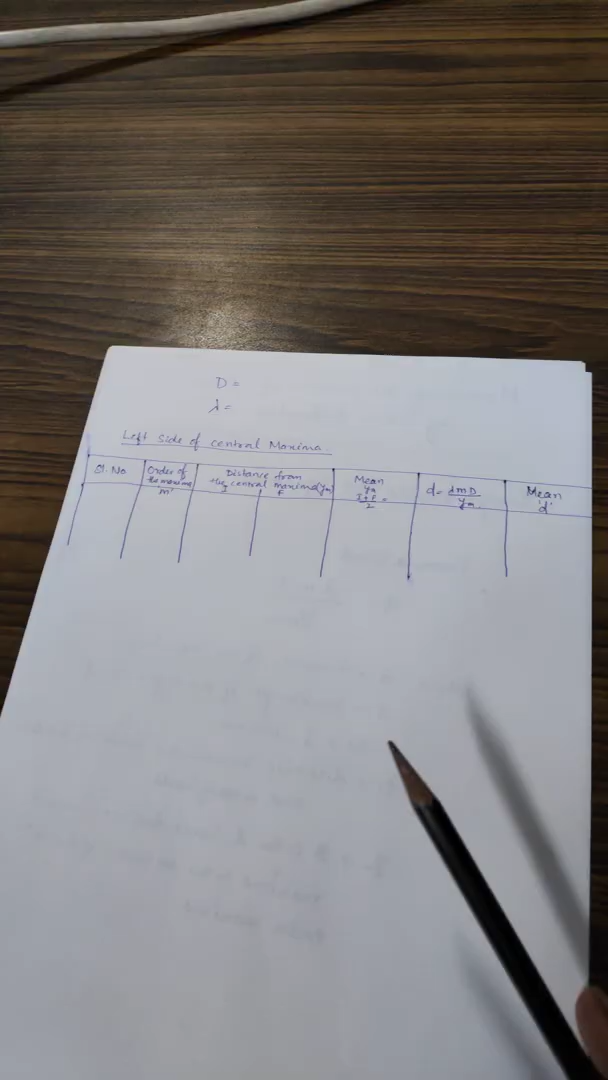 D =
λ =
Left Side of central Maxima
Sl. No
Order of the maxima 'm'
Distance from the central maxima (ym)
I
F
Mean ym
I+F/2 =
d = λmD/ym
Mean 'd'